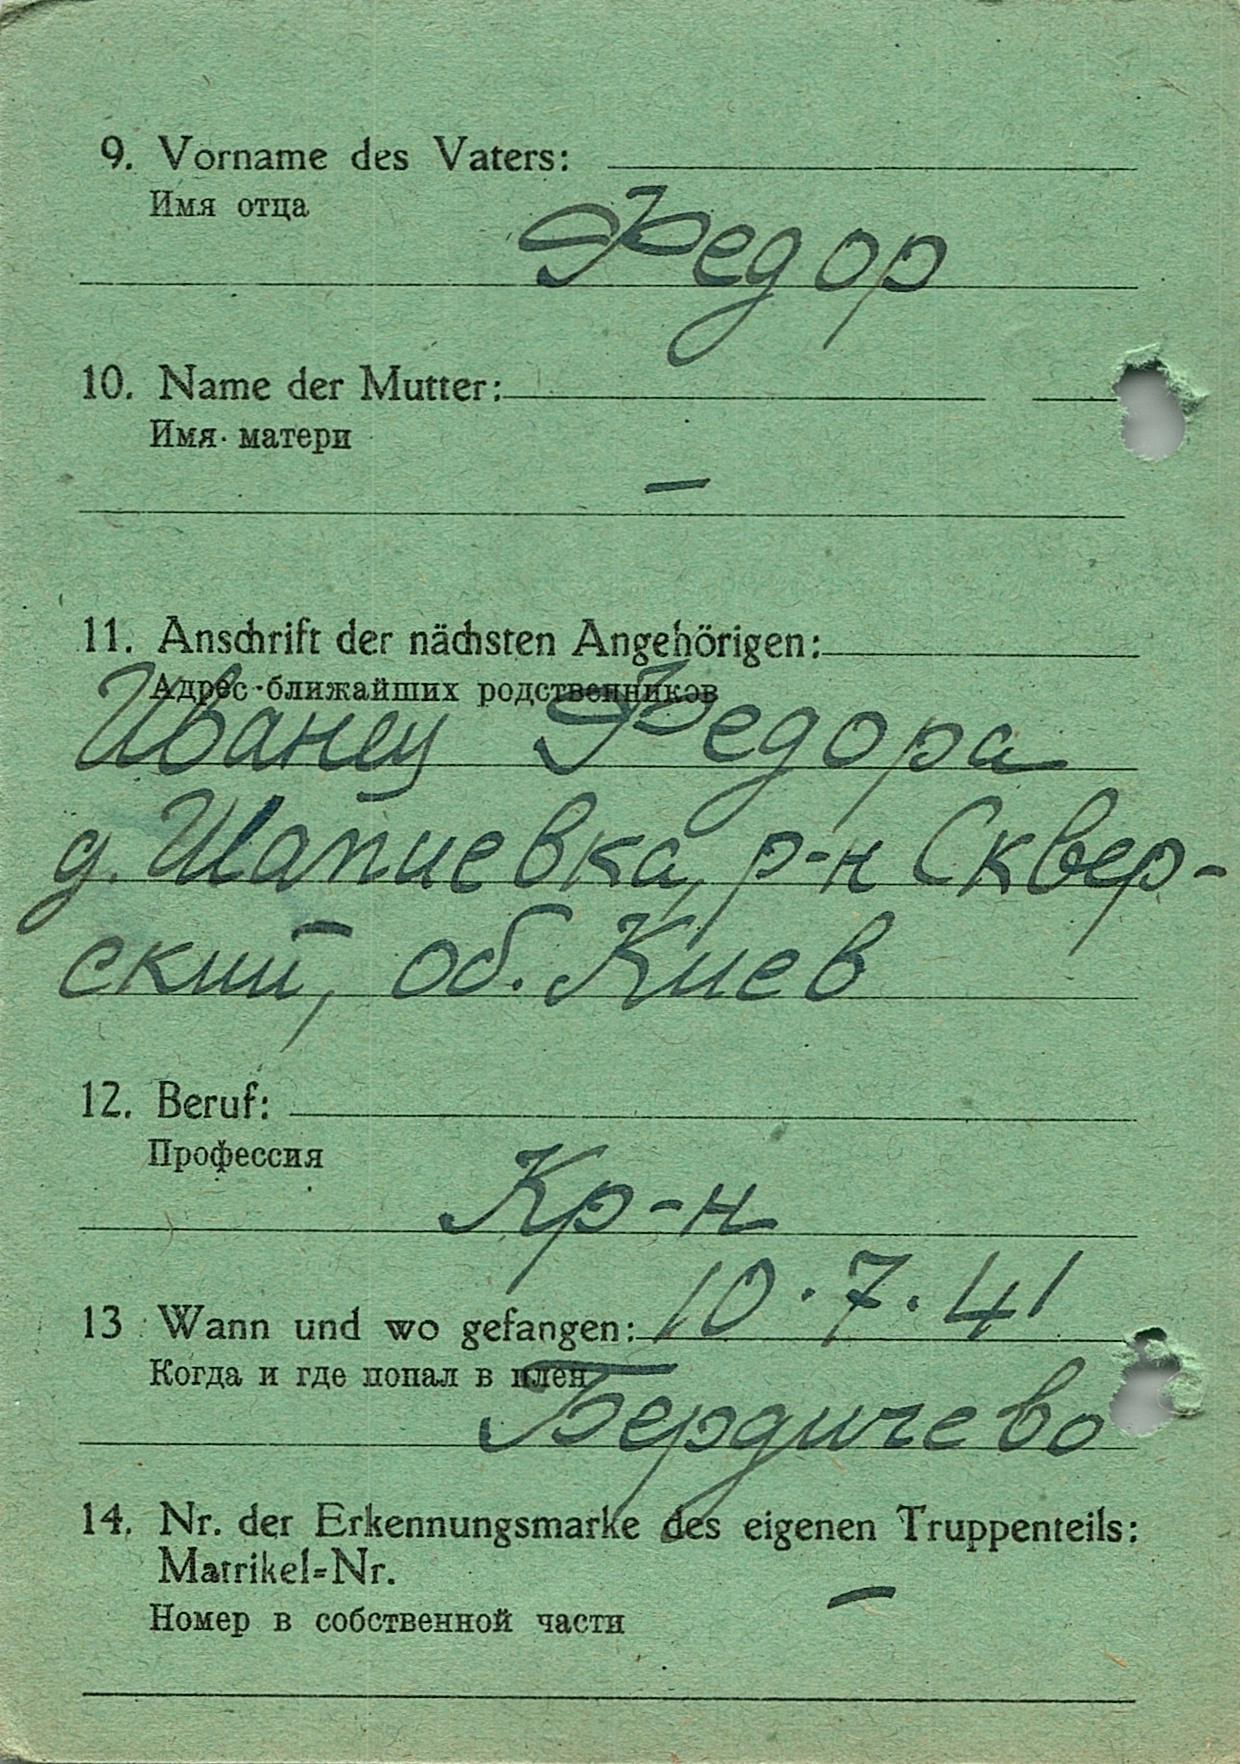 9. Vorname des Vaters:
Имя отца
Федор
10. Name der Mutter:
Имя матери
–
11. Anschrift der nächsten Angehörigen:
Адрес ближайших родственников
Иванец Федора
д. Шапиевка, р-н Сквер-
ский, об. Киев
12. Beruf:
Профессия
Кр-н
13 Wann und wo gefangen: 10.7.41
Когда и где попал в плен
Бердичево
14. Nr. der Erkennungsmarke des eigenen Truppenteils:
Matrikel=Nr.
–
Номер в собственной части